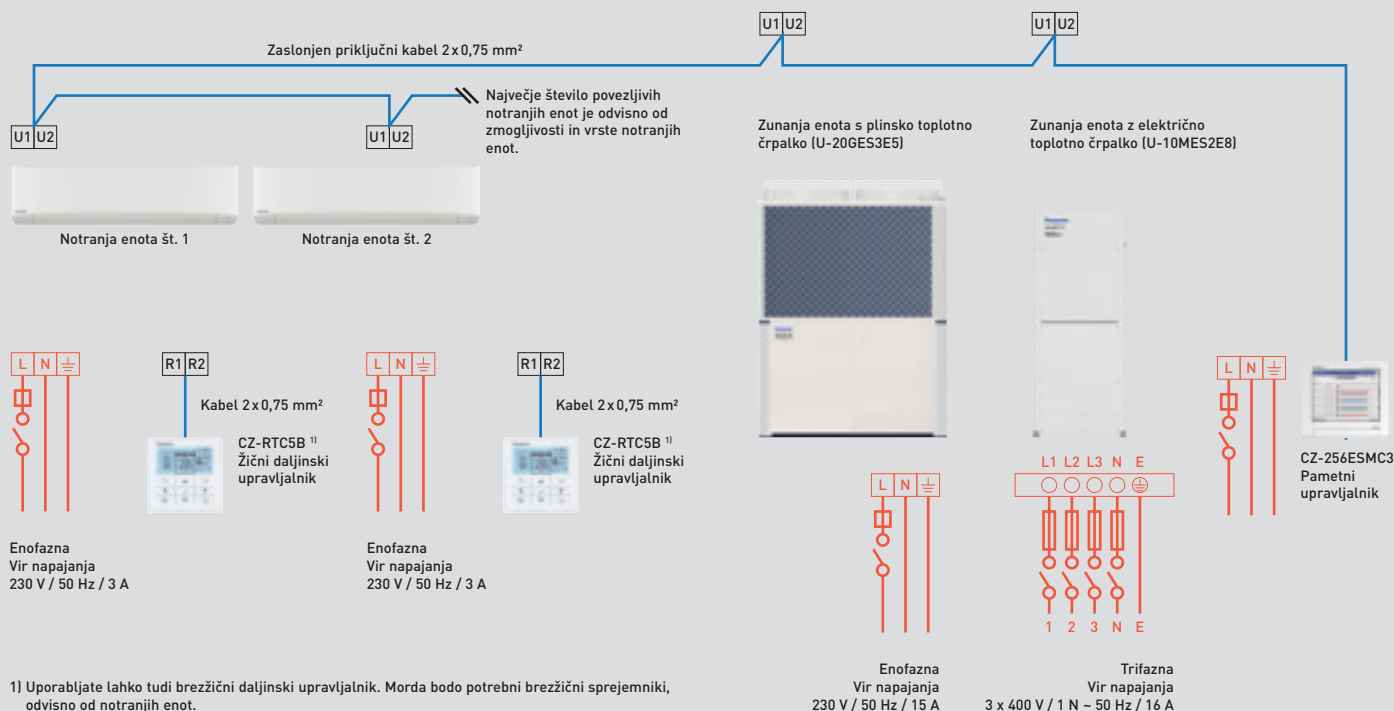 U1 U2
U1 U2
Zaslonjen priključni kabel 2 x 0,75 mm²
Največje število povezljivih
notranjih enot je odvisno od
zmogljivosti in vrste notranjih
enot.
U1 U2
U1 U2
Zunanja enota s plinsko toplotno
črpalko (U-20GES3E5)
Zunanja enota z električno
toplotno črpalko (U-10MES2E8)
Notranja enota št. 1
Notranja enota št. 2
L N
R1 R2
Kabel 2 x 0,75 mm²
CZ-RTC5B 1)
Žični daljinski
upravljalnik
Enofazna
Vir napajanja
230 V / 50 Hz / 3 A
L N
R1 R2
Kabel 2 x 0,75 mm²
CZ-RTC5B 1)
Žični daljinski
upravljalnik
Enofazna
Vir napajanja
230 V / 50 Hz / 3 A
L N
CZ-256ESMC3
Pametni
upravljalnik
L N
Enofazna
Vir napajanja
230 V / 50 Hz / 15 A
L1 L2 L3 N E
1 2 3 N E
Trifazna
Vir napajanja
3 x 400 V / 1 N ~ 50 Hz / 16 A
1) Uporabljate lahko tudi brezžični daljinski upravljalnik. Morda bodo potrebni brezžični sprejemniki,
odvisno od notranjih enot.